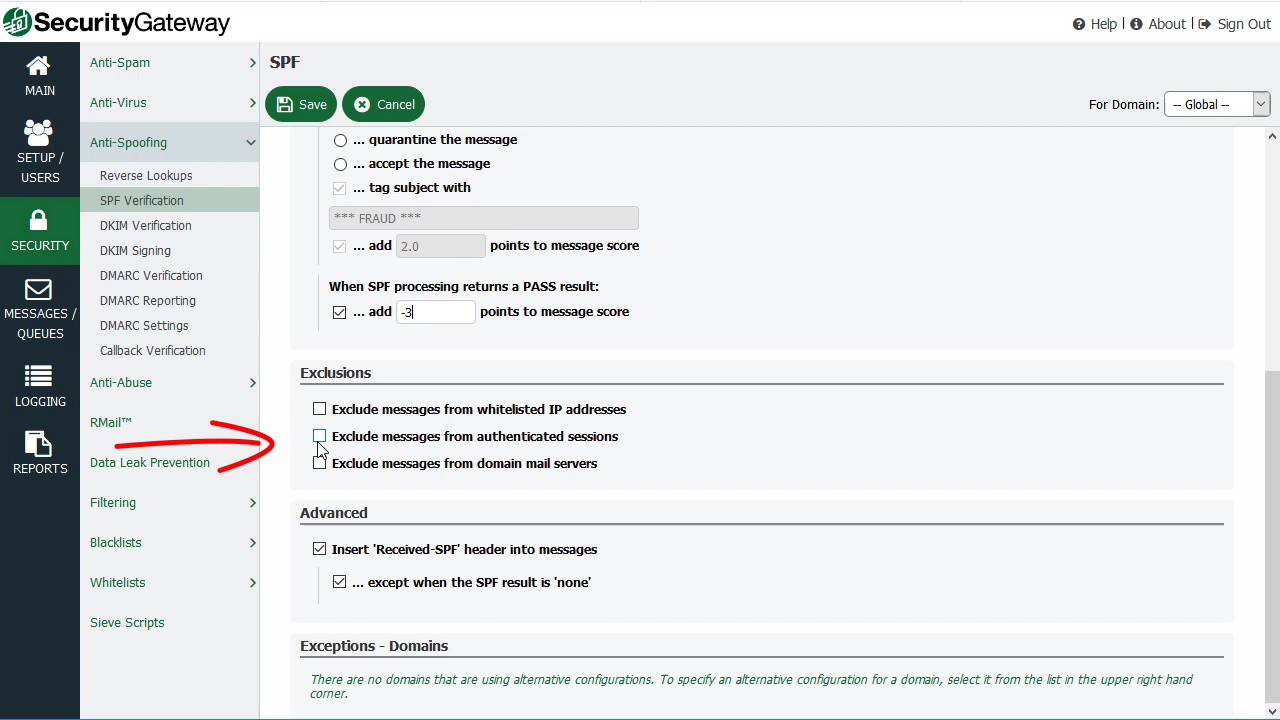 SecurityGateway
Help | About | Sign Out
MAIN
SETUP /
USERS
SECURITY
MESSAGES /
QUEUES
LOGGING
REPORTS
Anti-Spam
Anti-Virus
Anti-Spoofing
Reverse Lookups
SPF Verification
DKIM Verification
DKIM Signing
DMARC Verification
DMARC Reporting
DMARC Settings
Callback Verification
Anti-Abuse
RMail™
Data Leak Prevention
Filtering
Blacklists
Whitelists
Sieve Scripts
SPF
Save Cancel For Domain: -- Global --
... quarantine the message
... accept the message
... tag subject with
*** FRAUD ***
... add 2.0 points to message score
When SPF processing returns a PASS result:
... add -3 points to message score
Exclusions
Exclude messages from whitelisted IP addresses
Exclude messages from authenticated sessions
Exclude messages from domain mail servers
Advanced
Insert 'Received-SPF' header into messages
... except when the SPF result is 'none'
Exceptions - Domains
There are no domains that are using alternative configurations. To specify an alternative configuration for a domain, select it from the list in the upper right hand
corner.